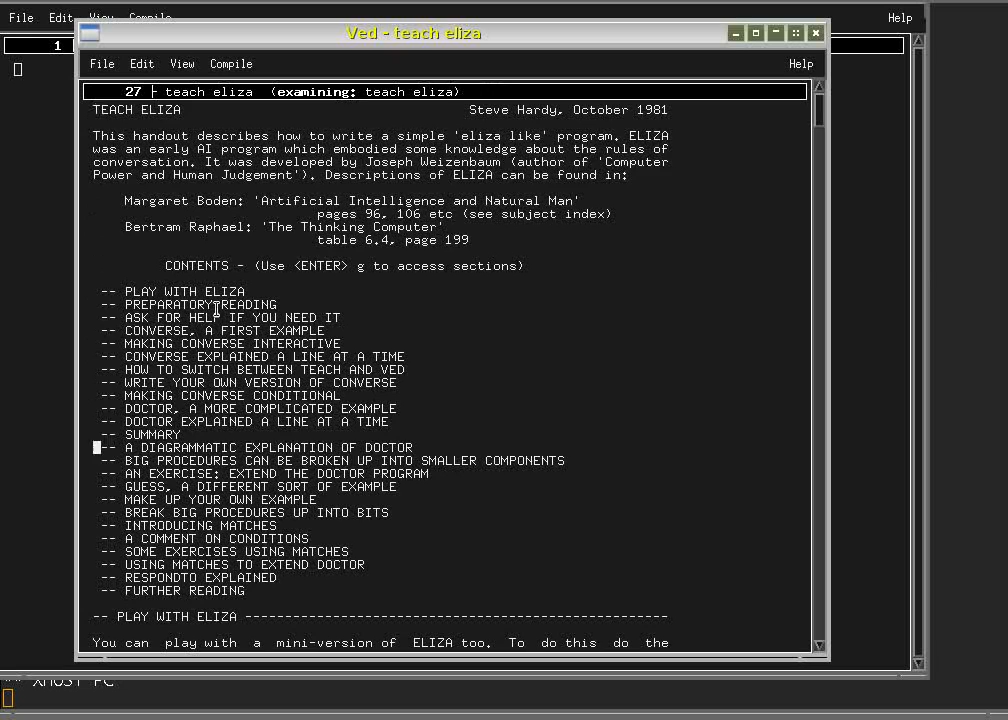 File Edit View Compile Help
1
Ved - teach eliza
File Edit View Compile Help
27 teach eliza (examining: teach eliza)
TEACH ELIZA Steve Hardy, October 1981
This handout describes how to write a simple 'eliza like' program. ELIZA
was an early AI program which embodied some knowledge about the rules of
conversation. It was developed by Joseph Weizenbaum (author of 'Computer
Power and Human Judgement'). Descriptions of ELIZA can be found in:
Margaret Boden: 'Artificial Intelligence and Natural Man'
pages 96, 106 etc (see subject index)
Bertram Raphael: 'The Thinking Computer'
table 6.4, page 199
CONTENTS - (Use <ENTER> g to access sections)
-- PLAY WITH ELIZA
-- PREPARATORY READING
-- ASK FOR HELP IF YOU NEED IT
-- CONVERSE, A FIRST EXAMPLE
-- MAKING CONVERSE INTERACTIVE
-- CONVERSE EXPLAINED A LINE AT A TIME
-- HOW TO SWITCH BETWEEN TEACH AND VED
-- WRITE YOUR OWN VERSION OF CONVERSE
-- MAKING CONVERSE CONDITIONAL
-- DOCTOR, A MORE COMPLICATED EXAMPLE
-- DOCTOR EXPLAINED A LINE AT A TIME
-- SUMMARY
-- A DIAGRAMMATIC EXPLANATION OF DOCTOR
-- BIG PROCEDURES CAN BE BROKEN UP INTO SMALLER COMPONENTS
-- AN EXERCISE: EXTEND THE DOCTOR PROGRAM
-- GUESS, A DIFFERENT SORT OF EXAMPLE
-- MAKE UP YOUR OWN EXAMPLE
-- BREAK BIG PROCEDURES UP INTO BITS
-- INTRODUCING MATCHES
-- A COMMENT ON CONDITIONS
-- SOME EXERCISES USING MATCHES
-- USING MATCHES TO EXTEND DOCTOR
-- RESPONDTO EXPLAINED
-- FURTHER READING
-- PLAY WITH ELIZA -----------------------------------------------------
You can play with a mini-version of ELIZA too. To do this do the